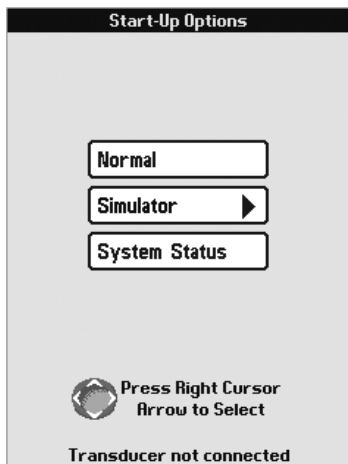 Start-Up Options
Normal
Simulator
System Status
Press Right Cursor
Arrow to Select
Transducer not connected